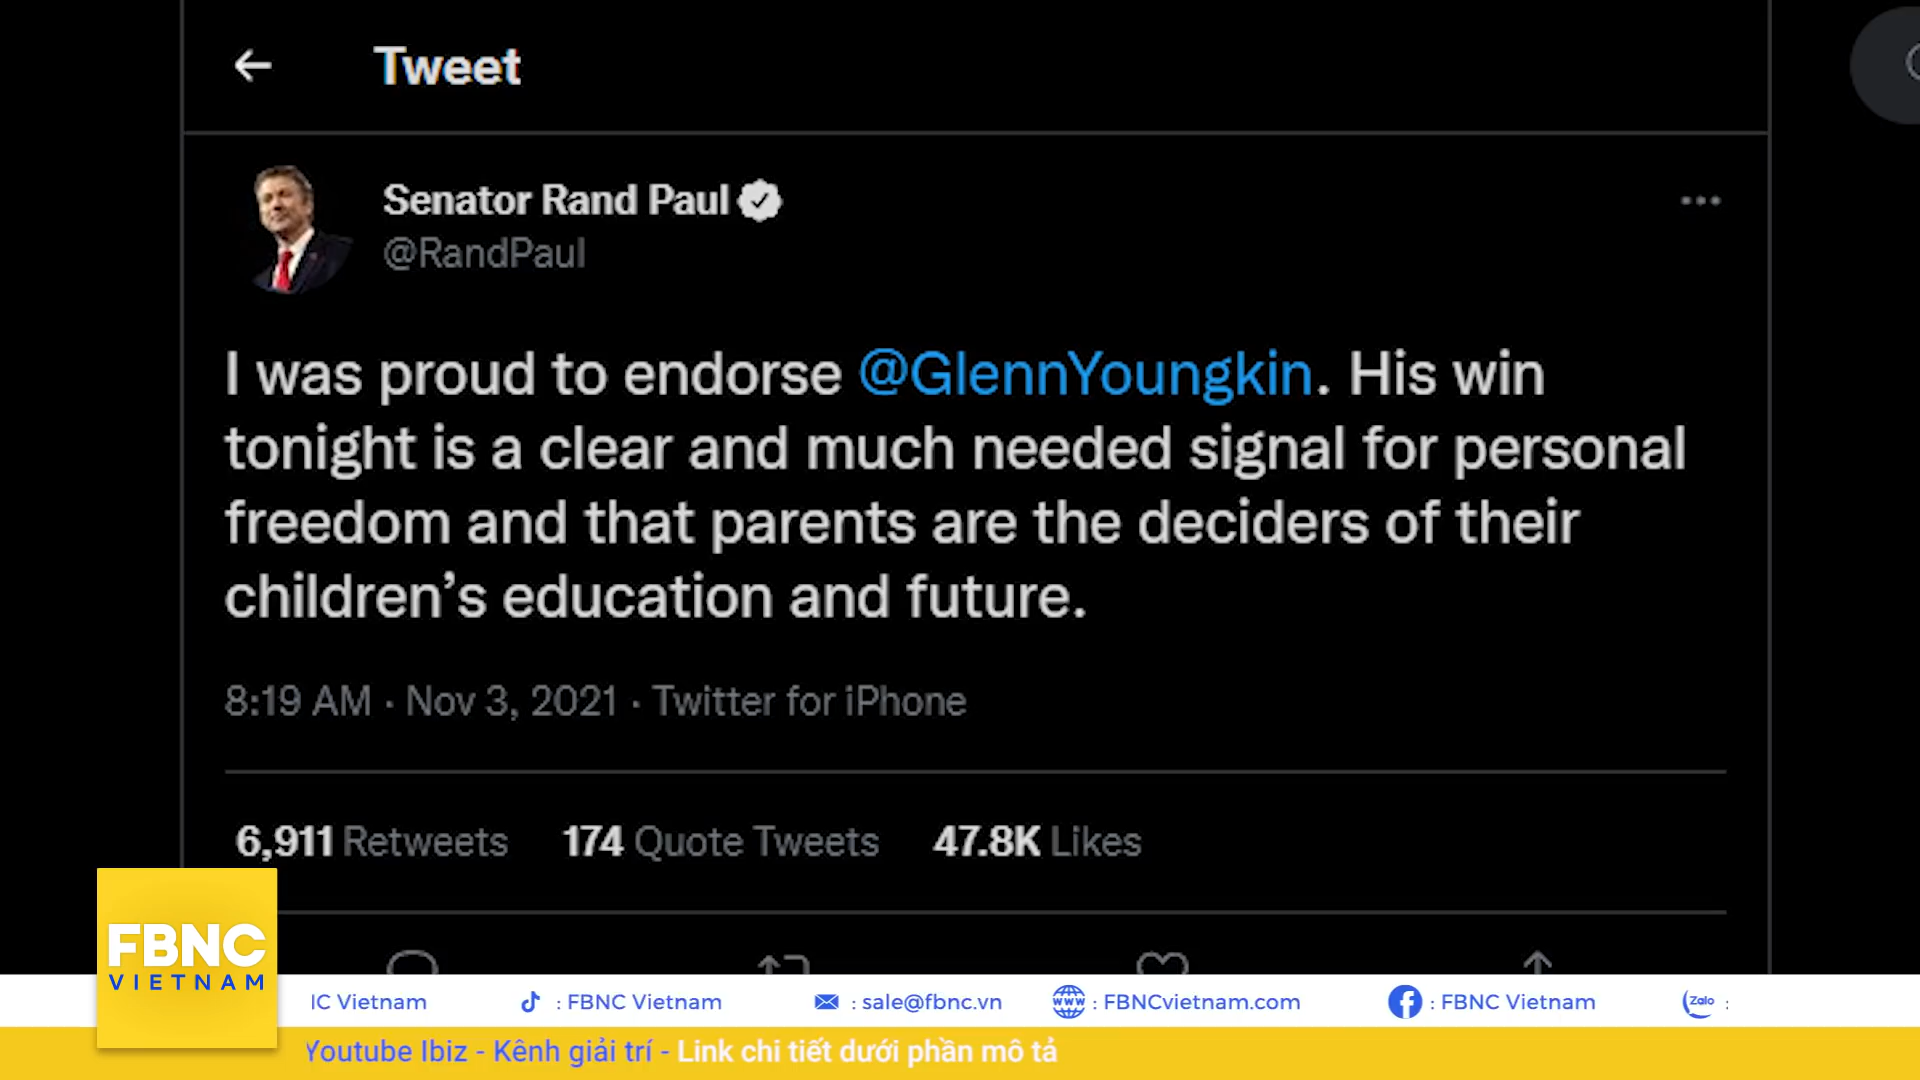 Tweet
Senator Rand Paul
@RandPaul
I was proud to endorse @GlennYoungkin. His win
tonight is a clear and much needed signal for personal
freedom and that parents are the deciders of their
children’s education and future.
8:19 AM · Nov 3, 2021 · Twitter for iPhone
6,911 Retweets 174 Quote Tweets 47.8K Likes
FBNC
VIETNAM
IC Vietnam : FBNC Vietnam : sale@fbnc.vn www : FBNCvietnam.com : FBNC Vietnam Zalo :
Youtube Ibiz - Kênh giải trí - Link chi tiết dưới phần mô tả